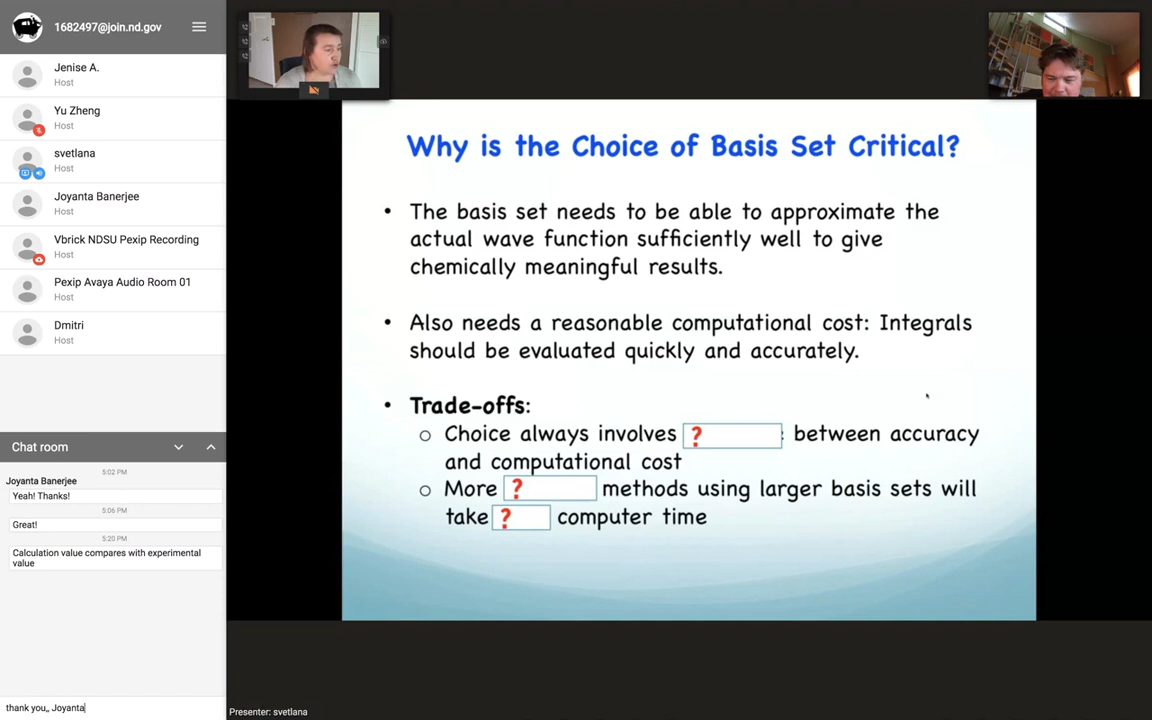 1682497@join.nd.gov
Jenise A.
Host
Yu Zheng
Host
svetlana
Host
Joyanta Banerjee
Host
Vbrick NDSU Pexip Recording
Host
Pexip Avaya Audio Room 01
Host
Dmitri
Host
Chat room
5:02 PM
Joyanta Banerjee
Yeah! Thanks!
5:06 PM
Great!
5:20 PM
Calculation value compares with experimental
value
thank you,, Joyanta
Why is the Choice of Basis Set Critical?
• The basis set needs to be able to approximate the
actual wave function sufficiently well to give
chemically meaningful results.
• Also needs a reasonable computational cost: Integrals
should be evaluated quickly and accurately.
• Trade-offs:
o Choice always involves ? between accuracy
and computational cost
o More ? methods using larger basis sets will
take ? computer time
Presenter: svetlana